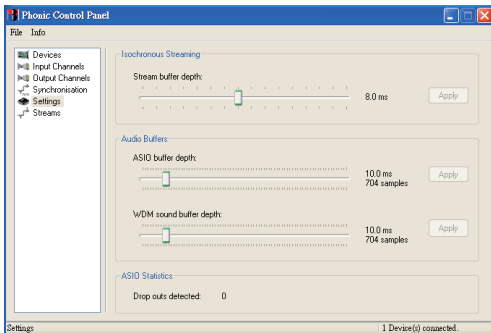 Phonic Control Panel
File Info
Devices
Input Channels
Output Channels
Synchronisation
Settings
Streams
Isochronous Streaming
Stream buffer depth:
8.0 ms
Apply
Audio Buffers
ASIO buffer depth:
10.0 ms
704 samples
Apply
WDM sound buffer depth:
10.0 ms
704 samples
Apply
ASIO Statistics
Drop outs detected: 0
Settings
1 Device(s) connected.